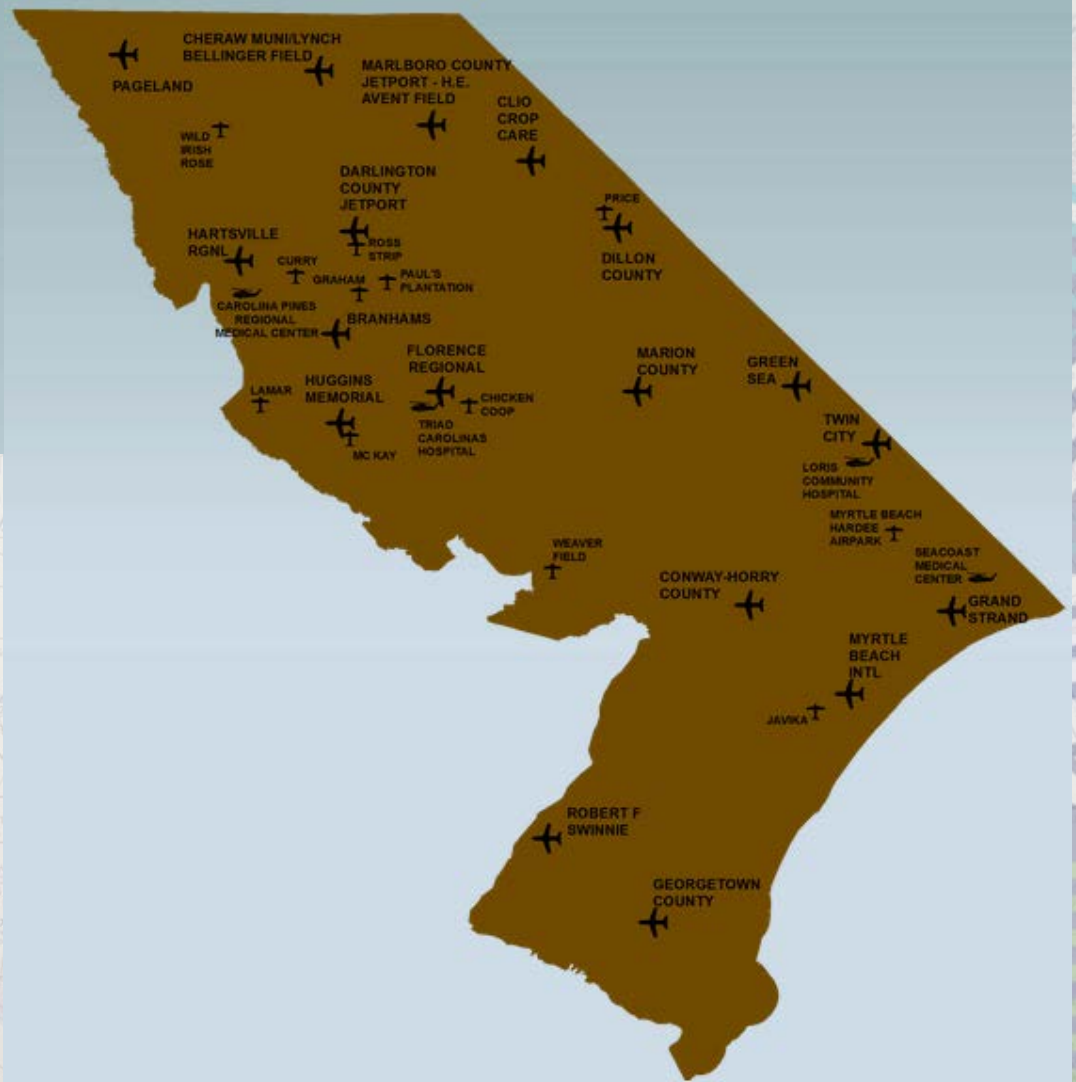 CHERAW MUNI/LYNCH
BELLINGER FIELD
PAGELAND
MARLBORO COUNTY
JETPORT - H.E.
AVENT FIELD
CLIO
CROP
CARE
WILD
IRISH
ROSE
DARLINGTON
COUNTY
JETPORT
PRICE
HARTSVILLE
RGNL
ROSS
STRIP
DILLON
COUNTY
CURRY
GRAHAM
PAUL'S
PLANTATION
CAROLINA PINES
REGIONAL
MEDICAL CENTER
BRANHAMS
FLORENCE
REGIONAL
MARION
COUNTY
GREEN
SEA
LAMAR
HUGGINS
MEMORIAL
CHICKEN
COOP
TRIAD
CAROLINAS
HOSPITAL
MC KAY
TWIN
CITY
LORIS
COMMUNITY
HOSPITAL
MYRTLE BEACH
HARDEE
AIRPARK
WEAVER
FIELD
SEACOAST
MEDICAL
CENTER
CONWAY-HORRY
COUNTY
GRAND
STRAND
MYRTLE
BEACH
INTL
JAVIKA
ROBERT F
SWINNIE
GEORGETOWN
COUNTY